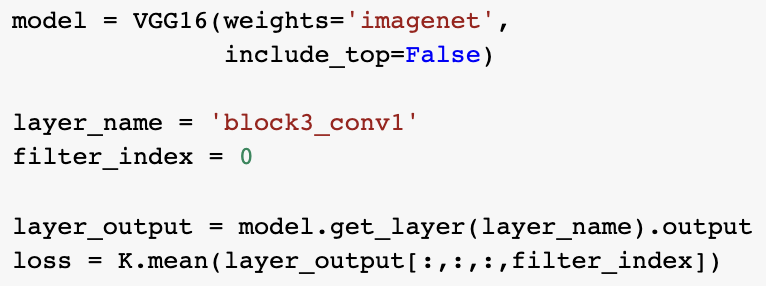 model = VGG16(weights='imagenet',
              include_top=False)
layer_name = 'block3_conv1'
filter_index = 0
layer_output = model.get_layer(layer_name).output
loss = K.mean(layer_output[:,:,:,filter_index])